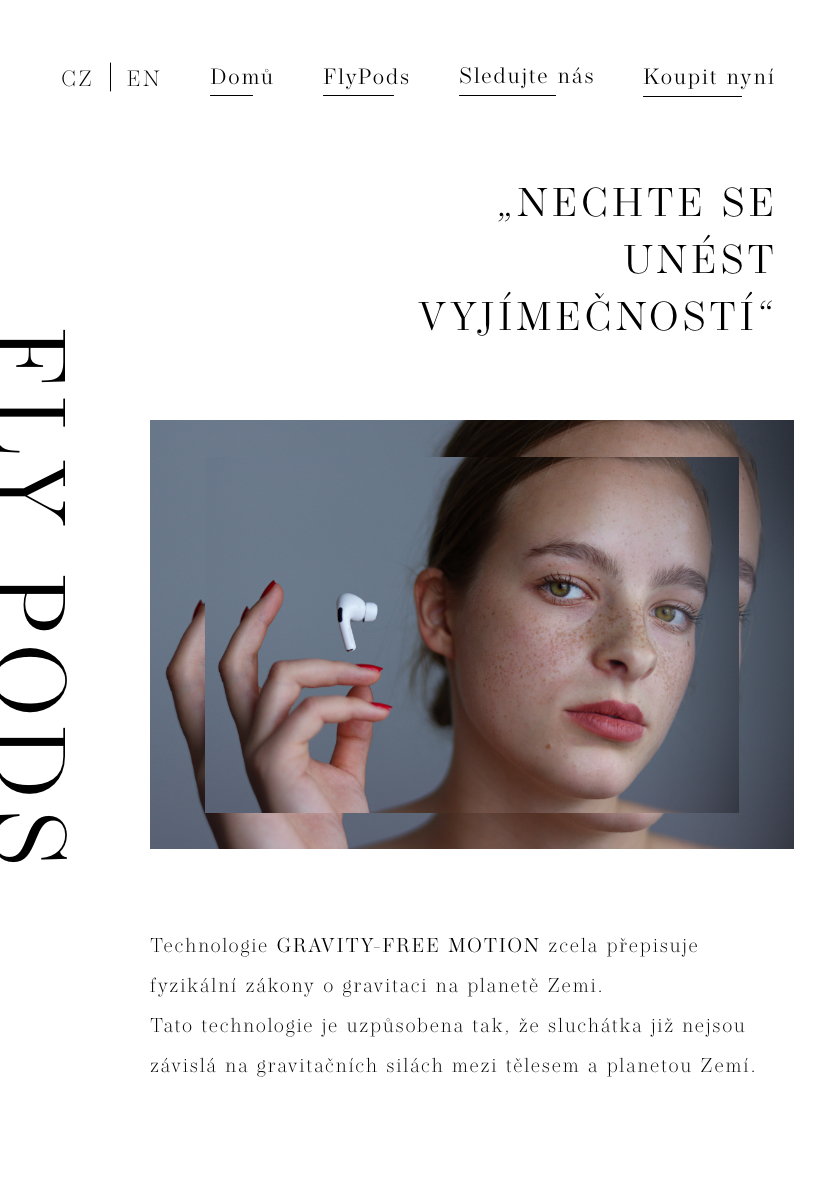 CZ | EN Domů FlyPods Sledujte nás Koupit nyní
„NECHTE SE
UNÉST
VYJÍMEČNOSTÍ“
FLY PODS
Technologie GRAVITY-FREE MOTION zcela přepisuje
fyzikální zákony o gravitaci na planetě Zemi.
Tato technologie je uzpůsobena tak, že sluchátka již nejsou
závislá na gravitačních silách mezi tělesem a planetou Zemí.